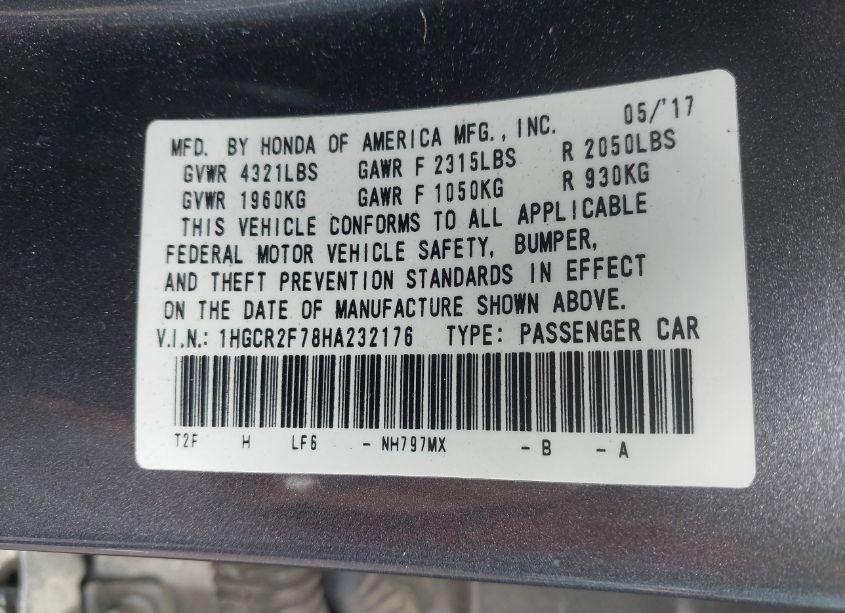 MFD. BY HONDA OF AMERICA MFG., INC. 05/'17
GVWR 4321LBS GAWR F 2315LBS R 2050LBS
GVWR 1960KG GAWR F 1050KG R 930KG
THIS VEHICLE CONFORMS TO ALL APPLICABLE
FEDERAL MOTOR VEHICLE SAFETY, BUMPER,
AND THEFT PREVENTION STANDARDS IN EFFECT
ON THE DATE OF MANUFACTURE SHOWN ABOVE.
V.I.N.: 1HGCR2F78HA232176 TYPE: PASSENGER CAR
T2F H LF6 - NH797MX - B - A